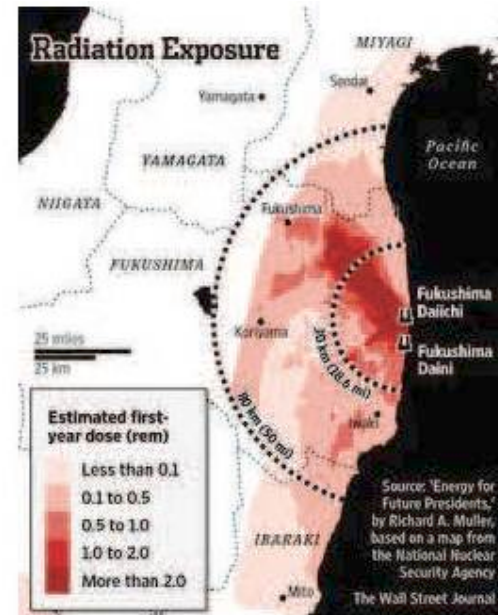 Radiation Exposure
MIYAGI
Sendai
Yamagata
YAMAGATA
Pacific
Ocean
NIIGATA
Fukushima
FUKUSHIMA
Fukushima
Daiichi
Koriyama
30 km (18.6 mi)
Fukushima
Daini
25 miles
25 km
Iwaki
(50 mi)
Estimated first-
year dose (rem)
Less than 0.1
0.1 to 0.5
0.5 to 1.0
1.0 to 2.0
More than 2.0
IBARAKI
Mito
Source: 'Energy for
Future Presidents,'
by Richard A. Muller,
based on a map from
the National Nuclear
Security Agency
The Wall Street Journal